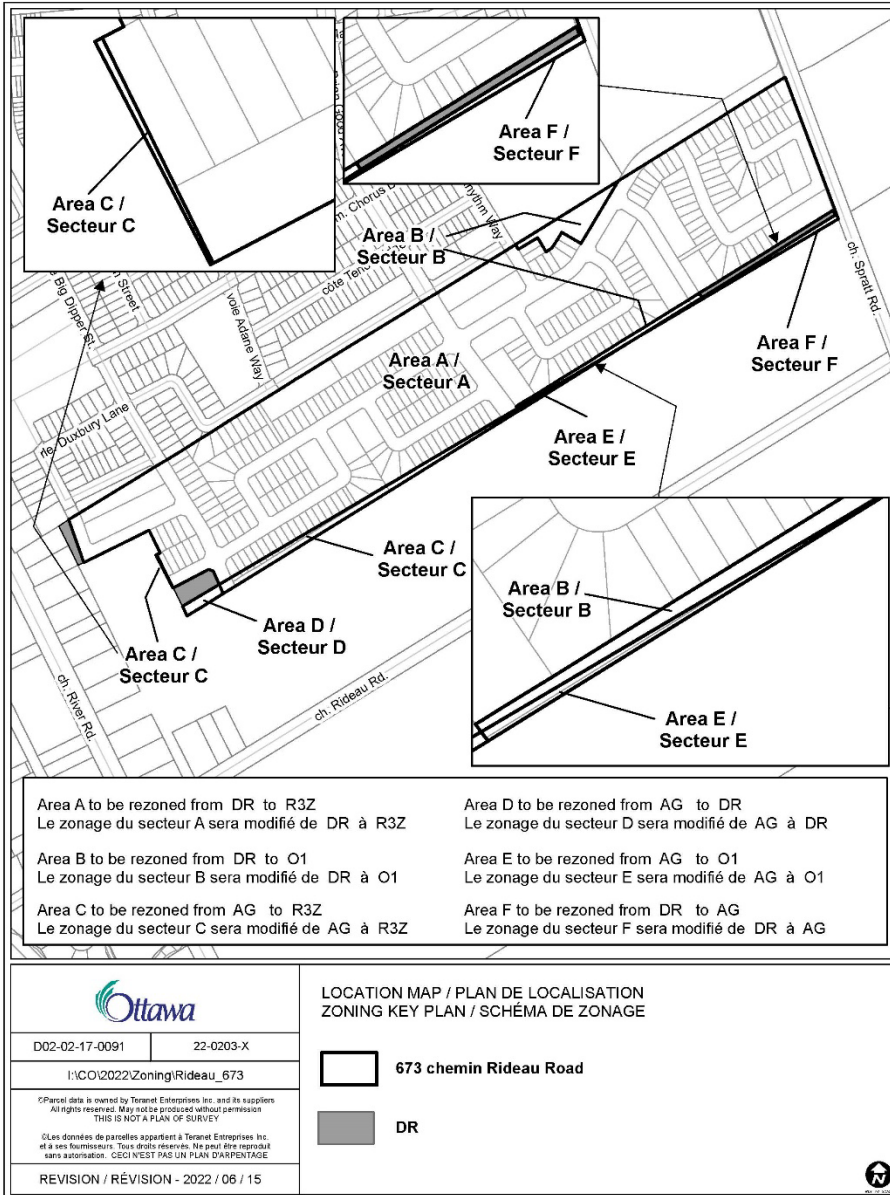 Area C /
Secteur C
Area F /
Secteur F
Area B /
Secteur B
m. Chorus
côte
voie Adane Way
Big Dipper St.
Street
rle. Duxbury Lane
ch. Spratt Rd.
Area A /
Secteur A
Area F /
Secteur F
Area E /
Secteur E
Area C /
Secteur C
Area D /
Secteur D
Area C /
Secteur C
ch. River Rd.
ch. Rideau Rd.
Area B /
Secteur B
Area E /
Secteur E
Area A to be rezoned from DR to R3Z
Le zonage du secteur A sera modifié de DR à R3Z
Area B to be rezoned from DR to O1
Le zonage du secteur B sera modifié de DR à O1
Area C to be rezoned from AG to R3Z
Le zonage du secteur C sera modifié de AG à R3Z
Area D to be rezoned from AG to DR
Le zonage du secteur D sera modifié de AG à DR
Area E to be rezoned from AG to O1
Le zonage du secteur E sera modifié de AG à O1
Area F to be rezoned from DR to AG
Le zonage du secteur F sera modifié de DR à AG
Ottawa
D02-02-17-0091
22-0203-X
I:\CO\2022\Zoning\Rideau_673
©Parcel data is owned by Teranet Enterprises Inc. and its suppliers
All rights reserved. May not be produced without permission
THIS IS NOT A PLAN OF SURVEY
©Les données de parcelles appartient à Teranet Entreprises Inc.
et à ses fournisseurs. Tous droits réservés. Ne peut être reproduit
sans autorisation. CECI N'EST PAS UN PLAN D'ARPENTAGE
REVISION / RÉVISION - 2022 / 06 / 15
LOCATION MAP / PLAN DE LOCALISATION
ZONING KEY PLAN / SCHÉMA DE ZONAGE
673 chemin Rideau Road
DR